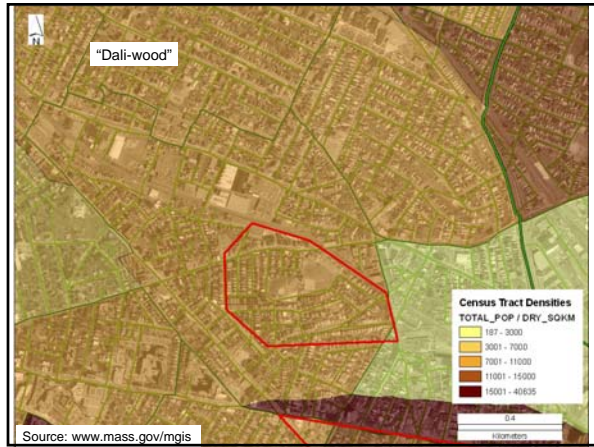 N
“Dali-wood”
Census Tract Densities
TOTAL_POP / DRY_SQKM
187 - 3000
3001 - 7000
7001 - 11000
11001 - 15000
15001 - 40635
0.4
Kilometers
Source: www.mass.gov/mgis